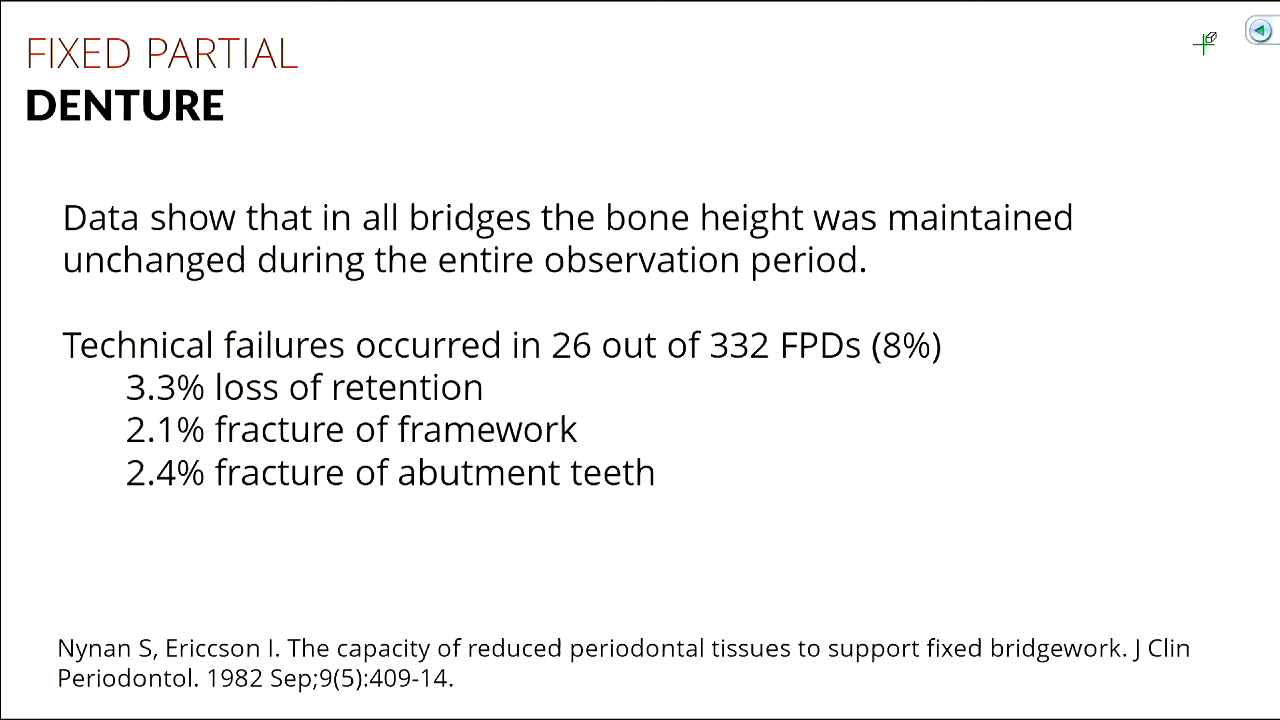 FIXED PARTIAL
DENTURE
Data show that in all bridges the bone height was maintained
unchanged during the entire observation period.
Technical failures occurred in 26 out of 332 FPDs (8%)
3.3% loss of retention
2.1% fracture of framework
2.4% fracture of abutment teeth
Nynan S, Ericcson I. The capacity of reduced periodontal tissues to support fixed bridgework. J Clin
Periodontol. 1982 Sep;9(5):409-14.